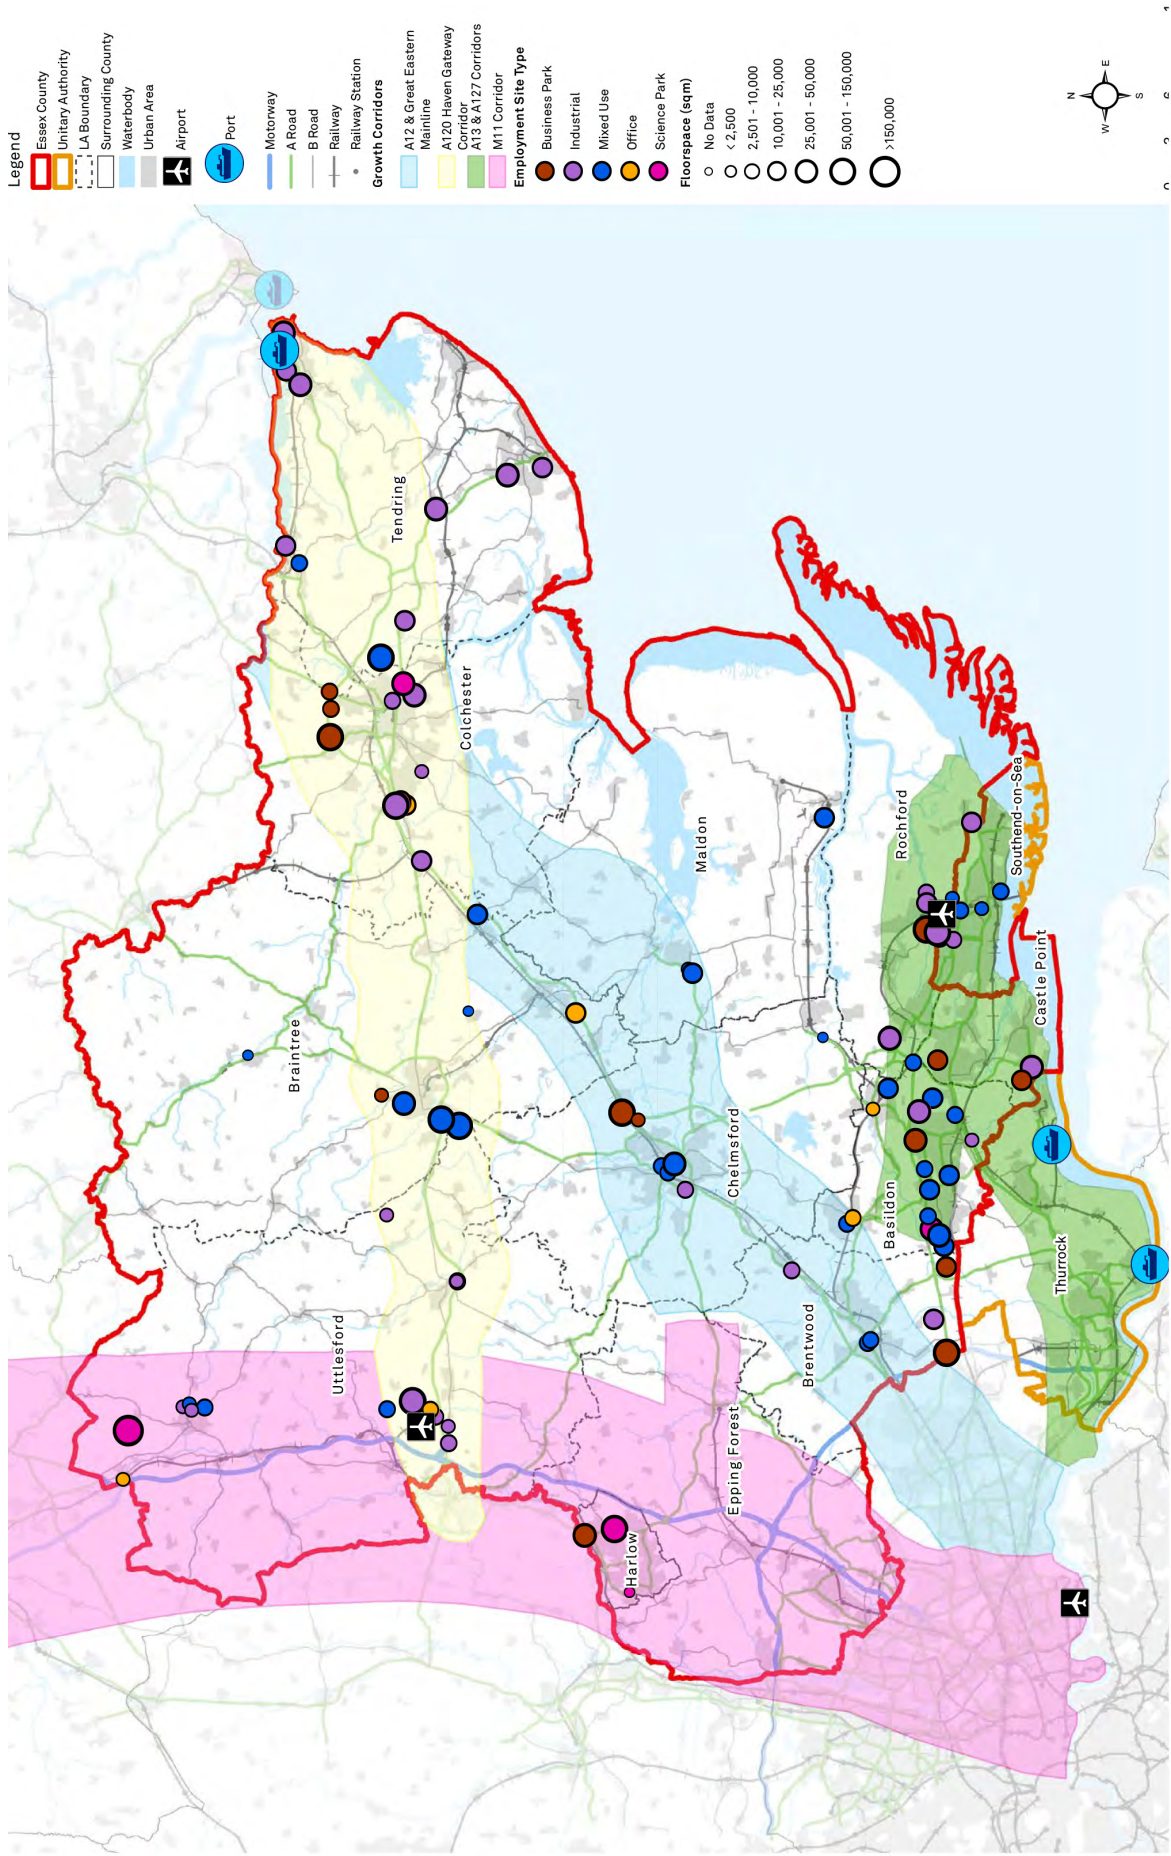 Legend
Essex County
Unitary Authority
LA Boundary
Surrounding County
Waterbody
Urban Area
Airport
Port
Motorway
A Road
B Road
Railway
Railway Station
Growth Corridors
A12 & Great Eastern
Mainline
A120 Haven Gateway
Corridor
A13 & A127 Corridors
M11 Corridor
Employment Site Type
Business Park
Industrial
Mixed Use
Office
Science Park
Floorspace (sqm)
No Data
< 2,500
2,501 - 10,000
10,001 - 25,000
25,001 - 50,000
50,001 - 150,000
>150,000
N
E
S
W
Tendring
Colchester
Braintree
Uttlesford
Maldon
Chelmsford
Rochford
Southend-on-Sea
Castle Point
Basildon
Thurrock
Brentwood
Epping Forest
Harlow